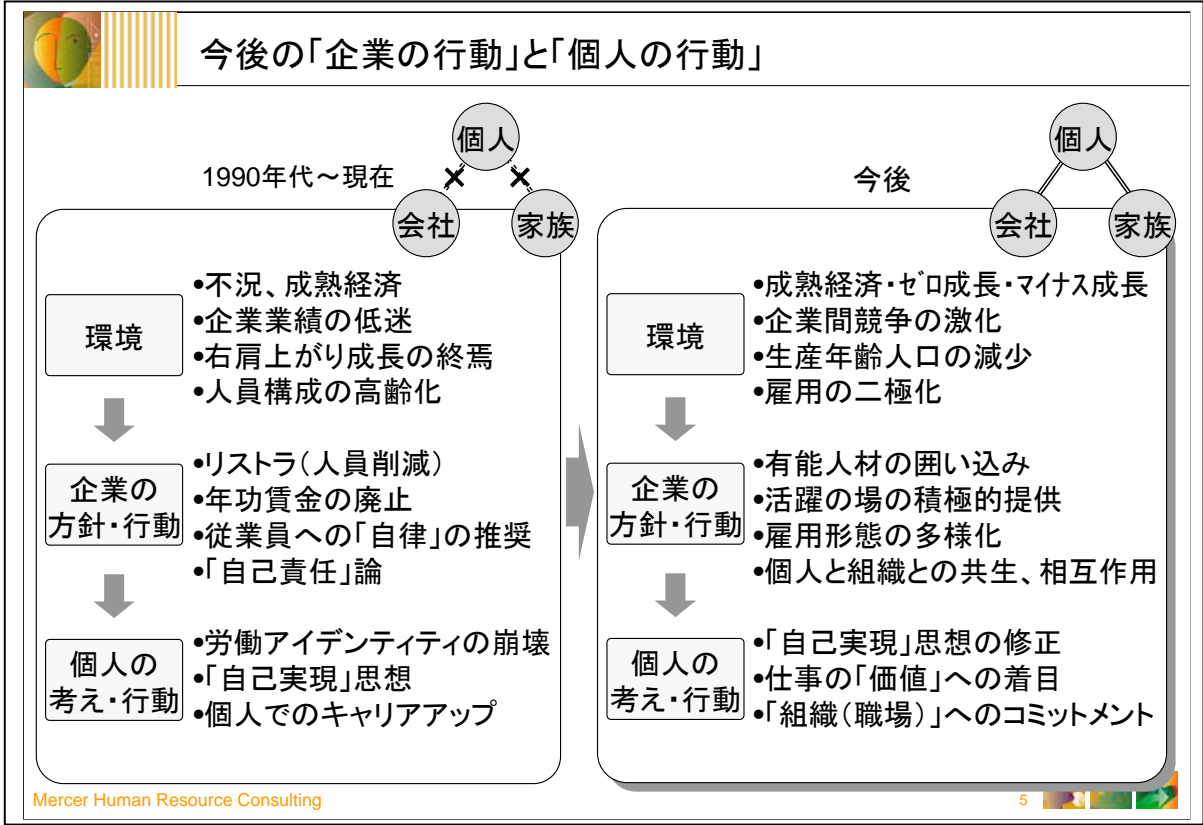 今後の「企業の行動」と「個人の行動」
1990年代～現在
個人
会社
家族
環境
•不況、成熟経済
•企業業績の低迷
•右肩上がり成長の終焉
•人員構成の高齢化
企業の
方針・行動
•リストラ（人員削減）
•年功賃金の廃止
•従業員への「自律」の推奨
•「自己責任」論
個人の
考え・行動
•労働アイデンティティの崩壊
•「自己実現」思想
•個人でのキャリアアップ
今後
個人
会社
家族
環境
•成熟経済・ｾﾞﾛ成長・ﾏｲﾅｽ成長
•企業間競争の激化
•生産年齢人口の減少
•雇用の二極化
企業の
方針・行動
•有能人材の囲い込み
•活躍の場の積極的提供
•雇用形態の多様化
•個人と組織との共生、相互作用
個人の
考え・行動
•「自己実現」思想の修正
•仕事の「価値」への着目
•「組織（職場）」へのコミットメント
Mercer Human Resource Consulting
5